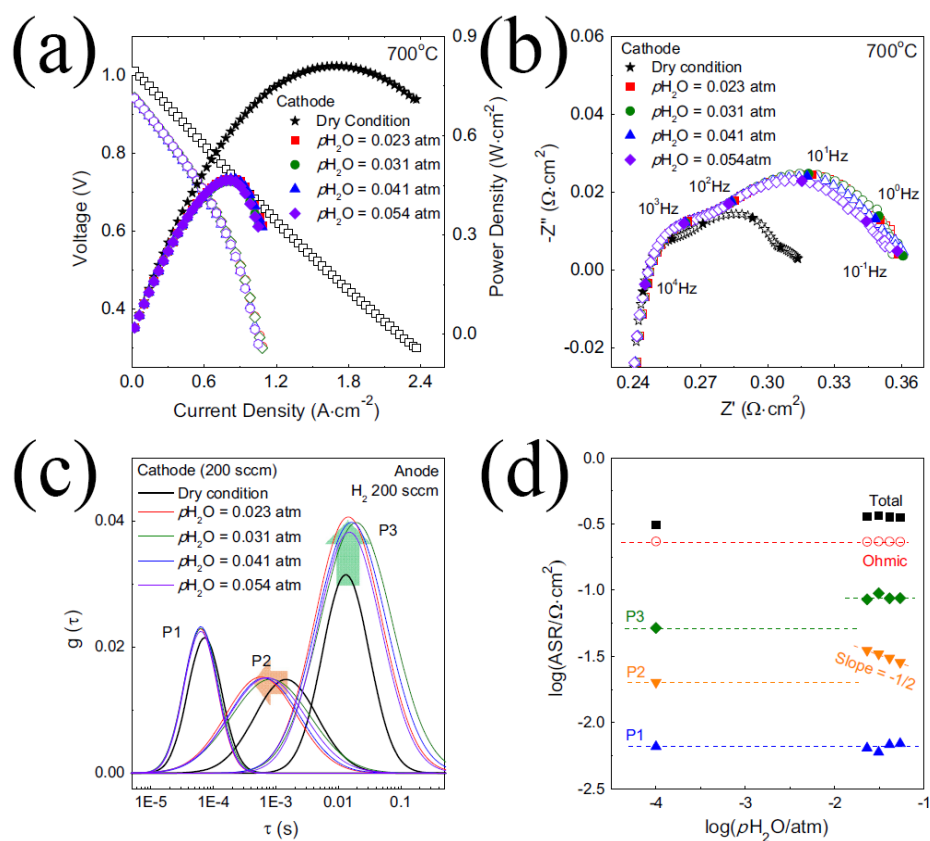 (a)
700°C
Cathode
Dry Condition
pH₂O = 0.023 atm
pH₂O = 0.031 atm
pH₂O = 0.041 atm
pH₂O = 0.054 atm
1.0
0.8
0.6
0.4
Voltage (V)
0.9
0.6
0.3
0.0
Power Density (W·cm⁻²)
0.0 0.6 1.2 1.8 2.4
Current Density (A·cm⁻²)
(b)
700°C
Cathode
Dry condition
pH₂O = 0.023 atm
pH₂O = 0.031 atm
pH₂O = 0.041 atm
pH₂O = 0.054atm
0.06
0.04
0.02
0.00
-0.02
-Z'' (Ω·cm²)
10⁴Hz
10³Hz
10²Hz
10¹Hz
10⁰Hz
10⁻¹Hz
0.24 0.27 0.30 0.33 0.36
Z' (Ω·cm²)
(c)
Cathode (200 sccm)
Dry condition
pH₂O = 0.023 atm
pH₂O = 0.031 atm
pH₂O = 0.041 atm
pH₂O = 0.054 atm
Anode
H₂ 200 sccm
P1
P2
P3
0.04
0.02
0.00
g (τ)
1E-5 1E-4 1E-3 0.01 0.1
τ (s)
(d)
0.0
-0.5
-1.0
-1.5
-2.0
-2.5
log(ASR/Ω·cm²)
Total
Ohmic
P3
P2
Slope = -1/2
P1
-4 -3 -2 -1
log(pH₂O/atm)